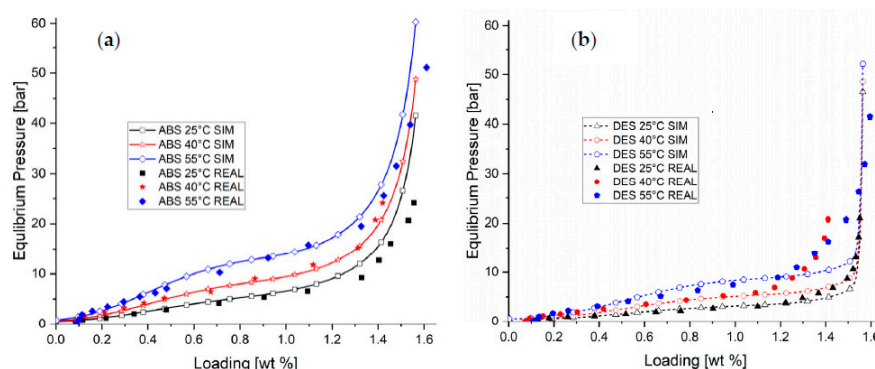 (a)
Equlibrium Pressure [bar]
60
50
40
30
20
10
0
ABS 25°C SIM
ABS 40°C SIM
ABS 55°C SIM
ABS 25°C REAL
ABS 40°C REAL
ABS 55°C REAL
0.0 0.2 0.4 0.6 0.8 1.0 1.2 1.4 1.6
Loading [wt %]
(b)
Equlibrium Pressure [bar]
60
50
40
30
20
10
0
DES 25°C SIM
DES 40°C SIM
DES 55°C SIM
DES 25°C REAL
DES 40°C REAL
DES 55°C REAL
0.0 0.2 0.4 0.6 0.8 1.0 1.2 1.4 1.6
Loading [wt %]